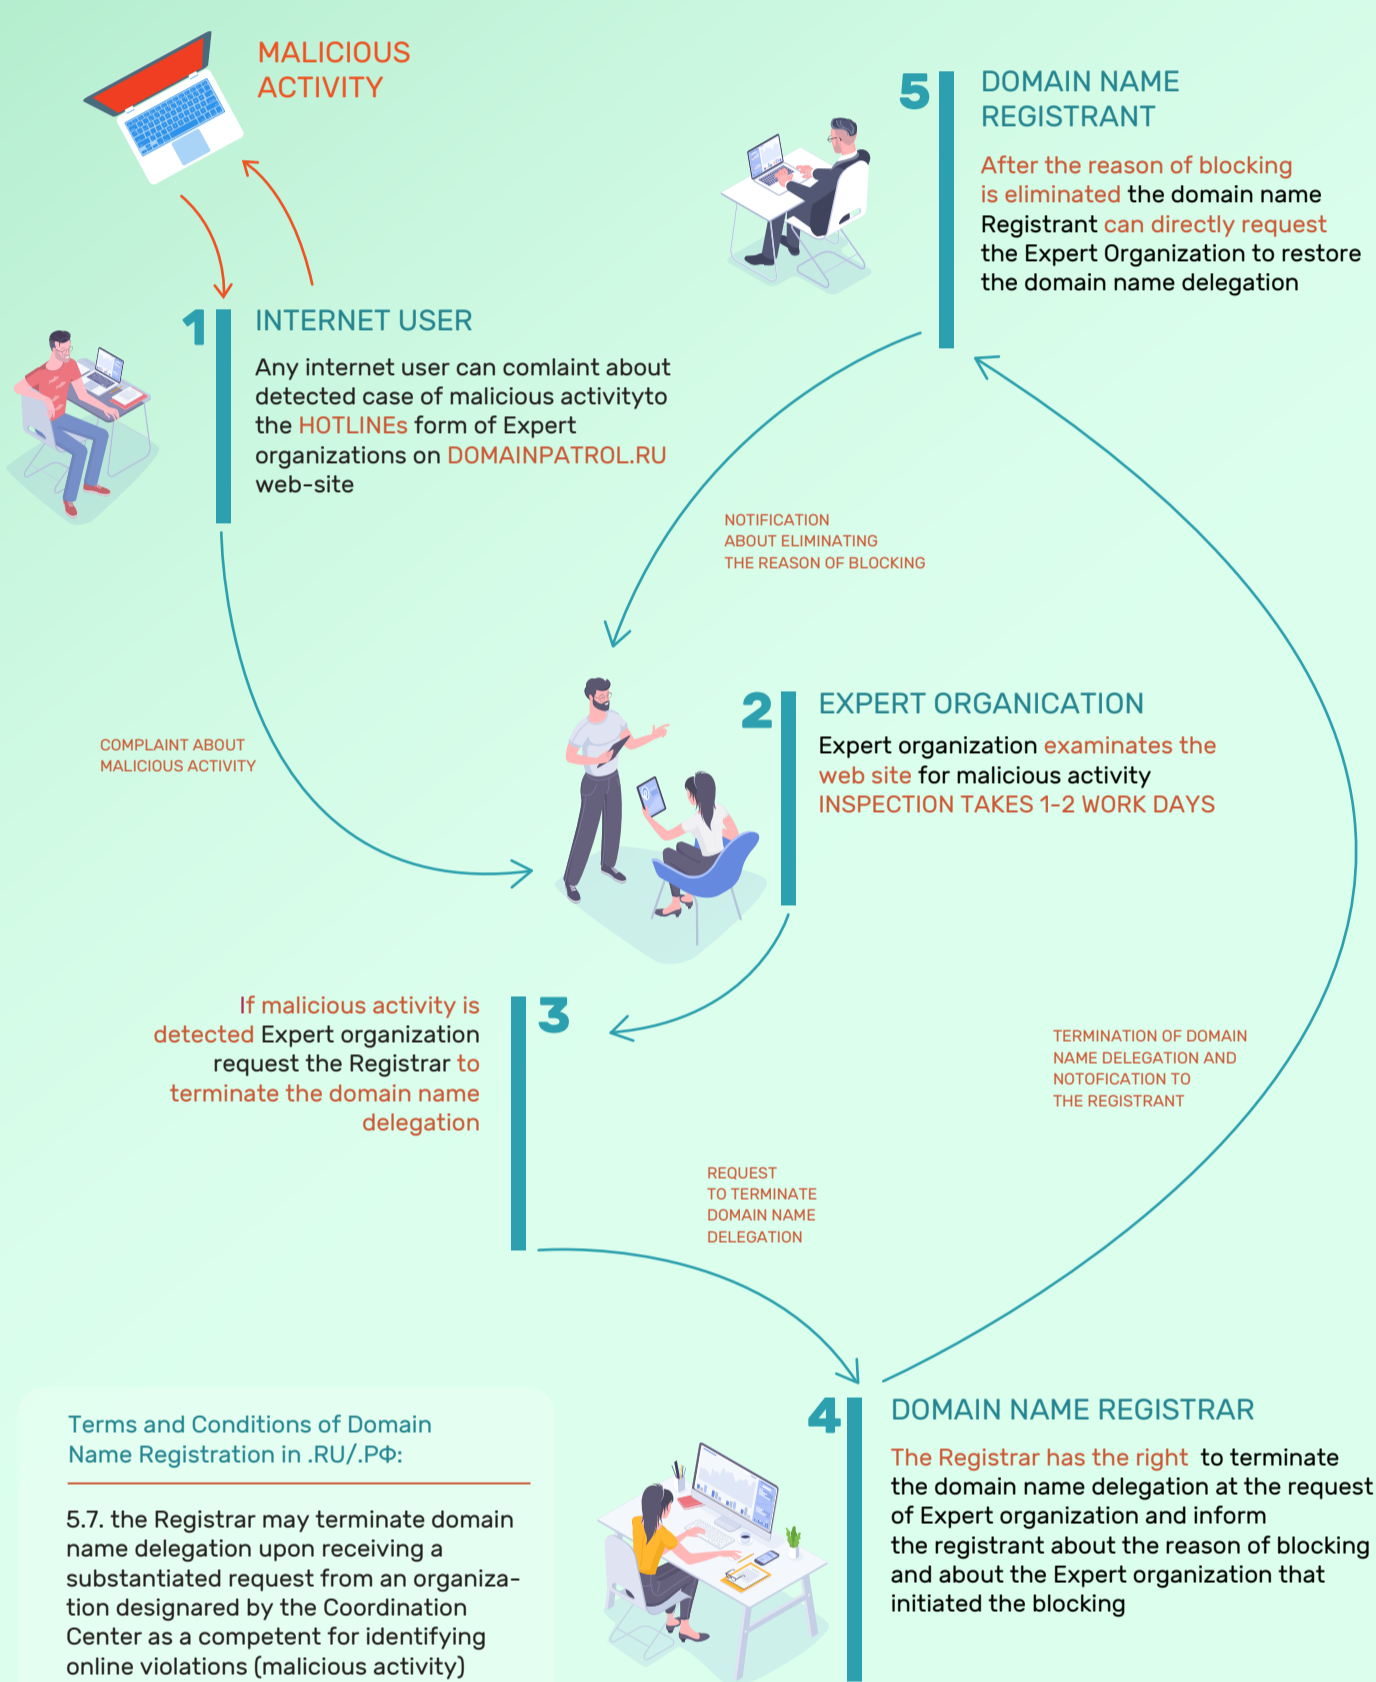 MALICIOUS
ACTIVITY
1
INTERNET USER
Any internet user can comlaint about
detected case of malicious activityto
the HOTLINEs form of Expert
organizations on DOMAINPATROL.RU
web-site
5
DOMAIN NAME
REGISTRANT
After the reason of blocking
is eliminated the domain name
Registrant can directly request
the Expert Organization to restore
the domain name delegation
NOTIFICATION
ABOUT ELIMINATING
THE REASON OF BLOCKING
COMPLAINT ABOUT
MALICIOUS ACTIVITY
2
EXPERT ORGANICATION
Expert organization examinates the
web site for malicious activity
INSPECTION TAKES 1-2 WORK DAYS
3
If malicious activity is
detected Expert organization
request the Registrar to
terminate the domain name
delegation
TERMINATION OF DOMAIN
NAME DELEGATION AND
NOTOFICATION TO
THE REGISTRANT
REQUEST
TO TERMINATE
DOMAIN NAME
DELEGATION
4
DOMAIN NAME REGISTRAR
The Registrar has the right to terminate
the domain name delegation at the request
of Expert organization and inform
the registrant about the reason of blocking
and about the Expert organization that
initiated the blocking
Terms and Conditions of Domain
Name Registration in .RU/.РФ:
5.7. the Registrar may terminate domain
name delegation upon receiving a
substantiated request from an organiza-
tion designared by the Coordination
Center as a competent for identifying
online violations (malicious activity)